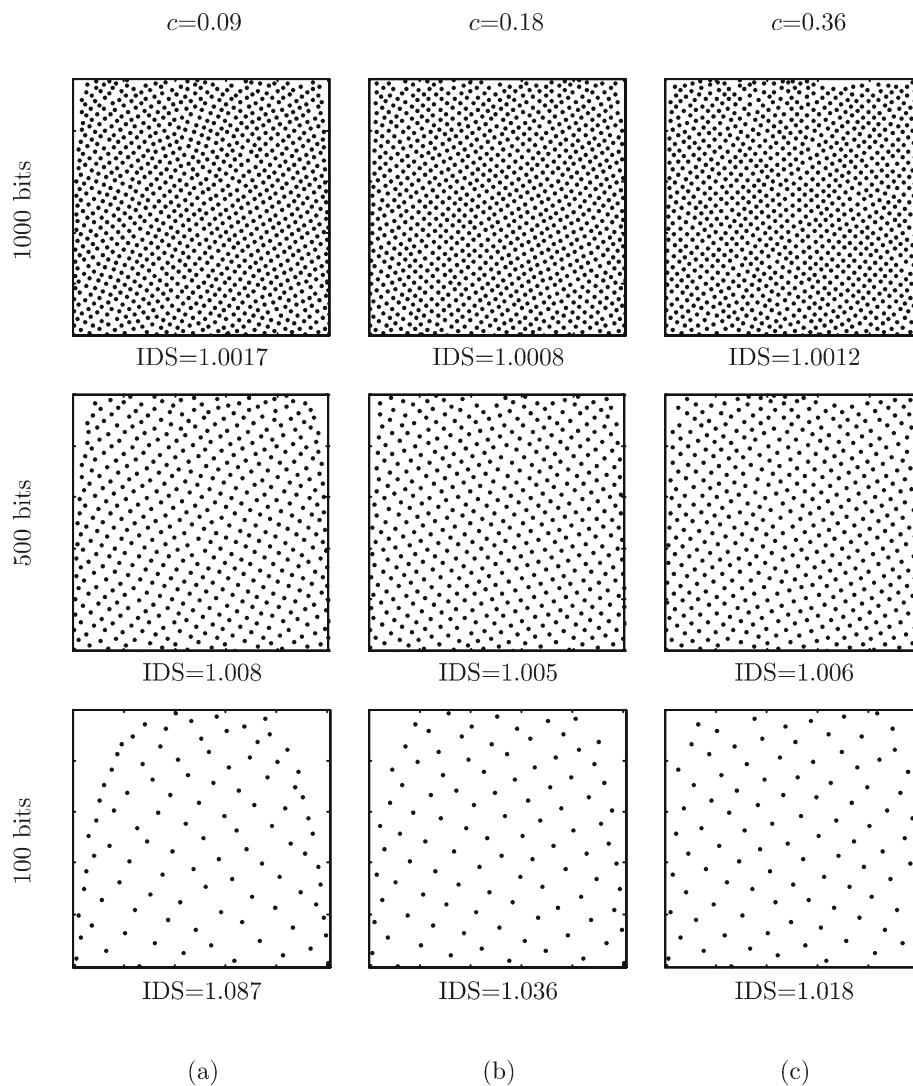 c=0.09 c=0.18 c=0.36
1000 bits
IDS=1.0017 IDS=1.0008 IDS=1.0012
500 bits
IDS=1.008 IDS=1.005 IDS=1.006
100 bits
IDS=1.087 IDS=1.036 IDS=1.018
(a) (b) (c)